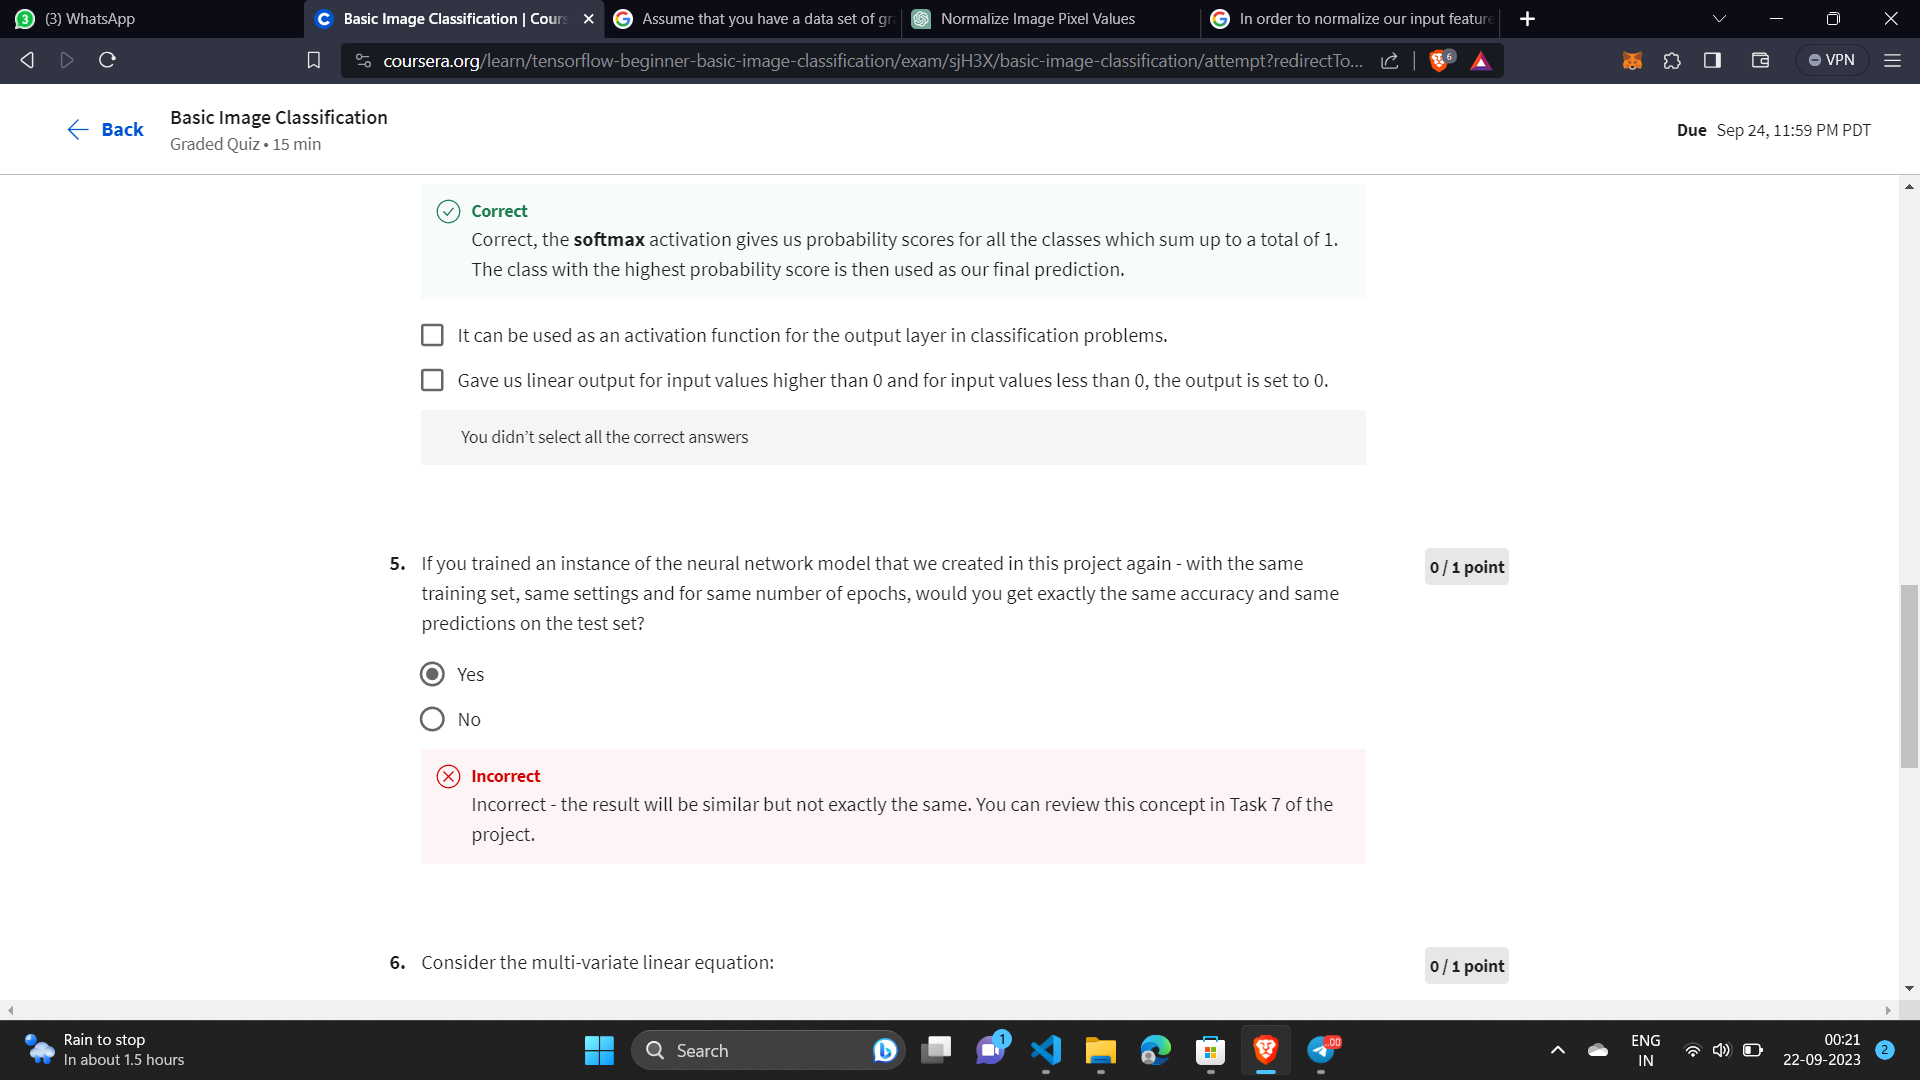 (3) WhatsApp
Basic Image Classification | Cours
Assume that you have a data set of gr
Normalize Image Pixel Values
In order to normalize our input feature
coursera.org/learn/tensorflow-beginner-basic-image-classification/exam/sjH3X/basic-image-classification/attempt?redirectTo...
6
VPN
Back
Basic Image Classification
Graded Quiz • 15 min
Due Sep 24, 11:59 PM PDT
Correct
Correct, the softmax activation gives us probability scores for all the classes which sum up to a total of 1.
The class with the highest probability score is then used as our final prediction.
It can be used as an activation function for the output layer in classification problems.
Gave us linear output for input values higher than 0 and for input values less than 0, the output is set to 0.
You didn’t select all the correct answers
5. If you trained an instance of the neural network model that we created in this project again - with the same
training set, same settings and for same number of epochs, would you get exactly the same accuracy and same
predictions on the test set?
0 / 1 point
Yes
No
Incorrect
Incorrect - the result will be similar but not exactly the same. You can review this concept in Task 7 of the
project.
6. Consider the multi-variate linear equation:
0 / 1 point
Rain to stop
In about 1.5 hours
Search
1
.00
ENG
IN
00:21
22-09-2023
2